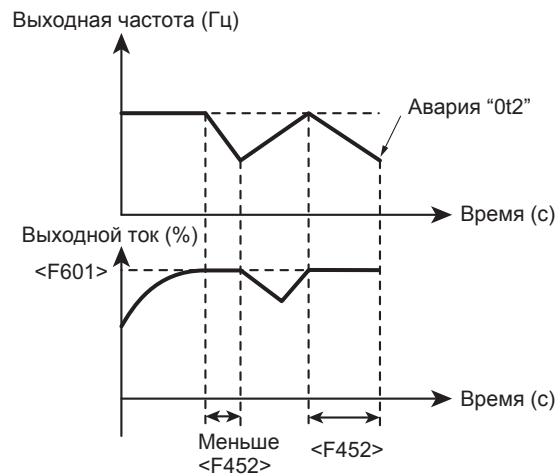 Выходная частота (Гц)
Авария “0t2”
Время (с)
Выходной ток (%)
<F601>
Время (с)
Меньше
<F452>
<F452>